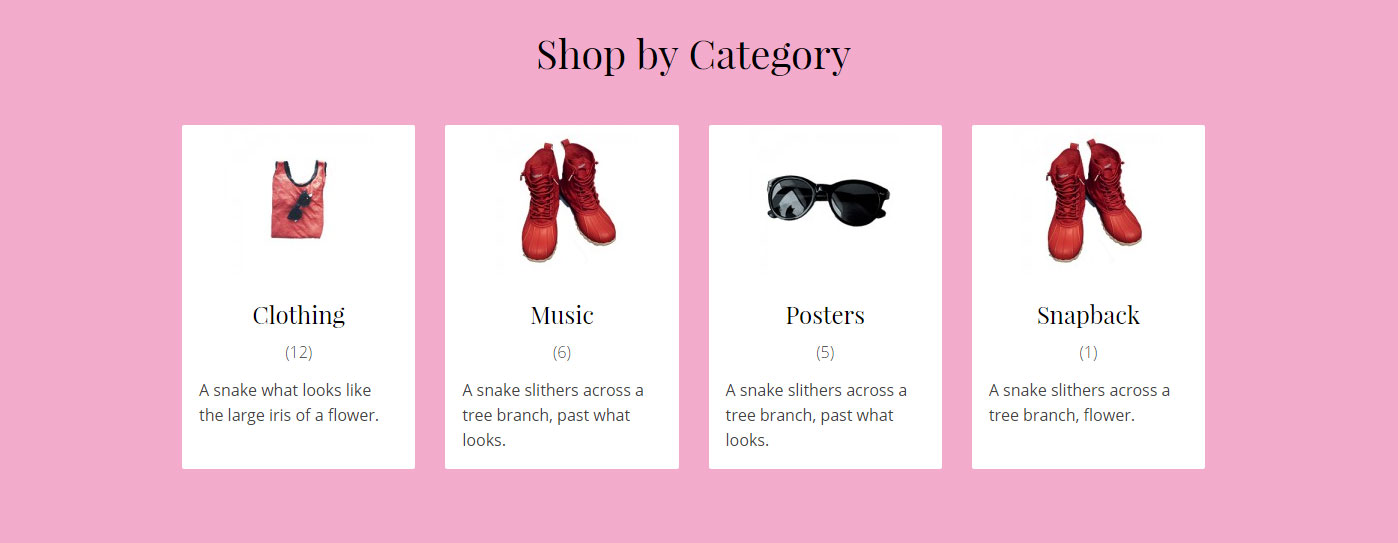 Shop by Category
Clothing
(12)
A snake what looks like
the large iris of a flower.
Music
(6)
A snake slithers across a
tree branch, past what
looks.
Posters
(5)
A snake slithers across a
tree branch, past what
looks.
Snapback
(1)
A snake slithers across a
tree branch, flower.